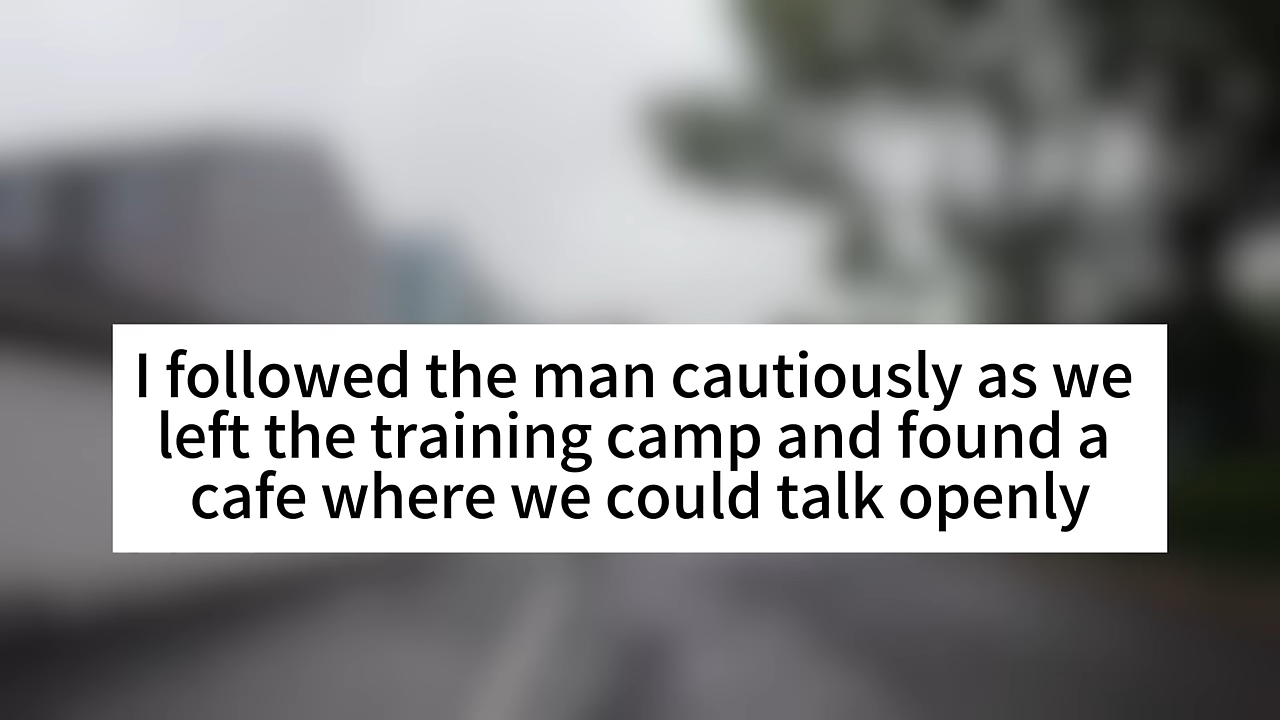 I followed the man cautiously as we
left the training camp and found a
cafe where we could talk openly